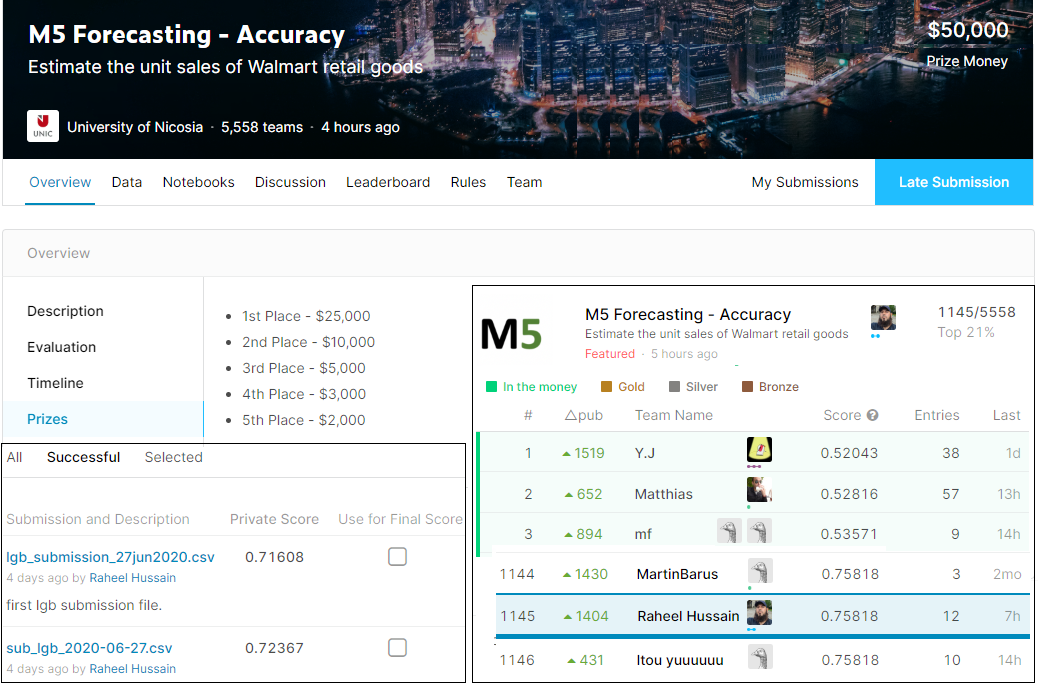 M5 Forecasting - Accuracy
$50,000
Estimate the unit sales of Walmart retail goods
Prize Money
UNIC
University of Nicosia · 5,558 teams · 4 hours ago
Overview Data Notebooks Discussion Leaderboard Rules Team My Submissions Late Submission
Overview
Description
Evaluation
Timeline
Prizes
1st Place - $25,000
2nd Place - $10,000
3rd Place - $5,000
4th Place - $3,000
5th Place - $2,000
All Successful Selected
Submission and Description Private Score Use for Final Score
lgb_submission_27jun2020.csv 0.71608
4 days ago by Raheel Hussain
first lgb submission file.
sub_lgb_2020-06-27.csv 0.72367
4 days ago by Raheel Hussain
M5
M5 Forecasting - Accuracy
Estimate the unit sales of Walmart retail goods
Featured · 5 hours ago
1145/5558
Top 21%
In the money Gold Silver Bronze
# △pub Team Name Score Entries Last
1 1519 Y.J 0.52043 38 1d
2 652 Matthias 0.52816 57 13h
3 894 mf 0.53571 9 14h
1144 1430 MartinBarus 0.75818 3 2mo
1145 1404 Raheel Hussain 0.75818 12 7h
1146 431 Itou yuuuuuu 0.75818 10 14h